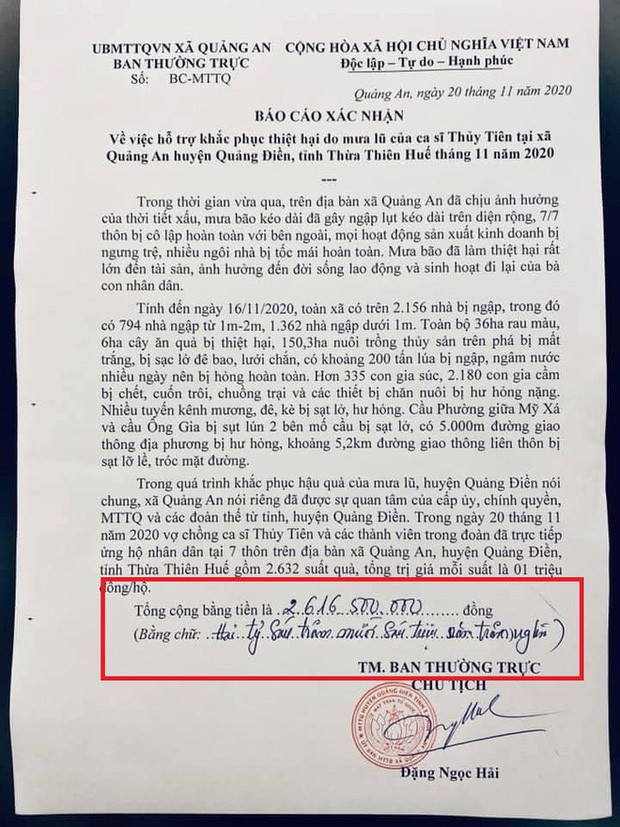 UBMTTQVN XÃ QUẢNG AN
BAN THƯỜNG TRỰC
Số: BC-MTTQ
CỘNG HÒA XÃ HỘI CHỦ NGHĨA VIỆT NAM
Độc lập – Tự do – Hạnh phúc
Quảng An, ngày 20 tháng 11 năm 2020
BÁO CÁO XÁC NHẬN
Về việc hỗ trợ khắc phục thiệt hại do mưa lũ của ca sĩ Thủy Tiên tại xã
Quảng An huyện Quảng Điền, tỉnh Thừa Thiên Huế tháng 11 năm 2020
---
Trong thời gian vừa qua, trên địa bàn xã Quảng An đã chịu ảnh hưởng
của thời tiết xấu, mưa bão kéo dài đã gây ngập lụt kéo dài trên diện rộng, 7/7
thôn bị cô lập hoàn toàn với bên ngoài, mọi hoạt động sản xuất kinh doanh bị
ngưng trệ, nhiều ngôi nhà bị tốc mái hoàn toàn. Mưa bão đã làm thiệt hại rất
lớn đến tài sản, ảnh hưởng đến đời sống lao động và sinh hoạt đi lại của bà
con nhân dân.
Tính đến ngày 16/11/2020, toàn xã có trên 2.156 nhà bị ngập, trong đó
có 794 nhà ngập từ 1m-2m, 1.362 nhà ngập dưới 1m. Toàn bộ 36ha rau màu,
6ha cây ăn quả bị thiệt hại, 150,3ha nuôi trồng thủy sản trên phá bị mất
trắng, bị sạc lở đê bao, lưới chắn, có khoảng 200 tấn lúa bị ngập, ngâm nước
nhiều ngày nên bị hỏng hoàn toàn. Hơn 335 con gia súc, 2.180 con gia cầm
bị chết, cuốn trôi, chuồng trại và các thiết bị chăn nuôi bị hư hỏng nặng.
Nhiều tuyến kênh mương, đê, kè bị sạt lở, hư hỏng. Cầu Phường giữa Mỹ Xá
và cầu Ông Gia bị sụt lún 2 bên mố cầu bị sạt lở, có 5.000m đường giao
thông địa phương bị hư hỏng, khoảng 5,2km đường giao thông liên thôn bị
sạt lỡ lề, tróc mặt đường.
Trong quá trình khắc phục hậu quả của mưa lũ, huyện Quảng Điền nói
chung, xã Quảng An nói riêng đã được sự quan tâm của cấp ủy, chính quyền,
MTTQ và các đoàn thể từ tỉnh, huyện Quảng Điền. Trong ngày 20 tháng 11
năm 2020 vợ chồng ca sĩ Thủy Tiên và các thành viên trong đoàn đã trực tiếp
ủng hộ nhân dân tại 7 thôn trên địa bàn xã Quảng An, huyện Quảng Điền,
tỉnh Thừa Thiên Huế gồm 2.632 suất quà, tổng trị giá mỗi suất là 01 triệu
đồng/hộ.
Tổng cộng bằng tiền là 2.616.500.000 đồng
(Bằng chữ: Hai tỷ Sáu trăm mười Sáu triệu năm trăm nghìn)
TM. BAN THƯỜNG TRỰC
CHỦ TỊCH
Đặng Ngọc Hải